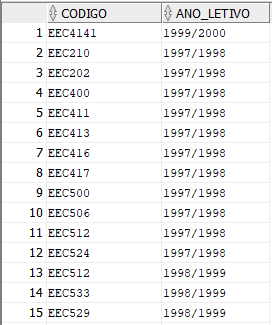 CODIGO ANO_LETIVO
1 EEC4141 1999/2000
2 EEC210 1997/1998
3 EEC202 1997/1998
4 EEC400 1997/1998
5 EEC411 1997/1998
6 EEC413 1997/1998
7 EEC416 1997/1998
8 EEC417 1997/1998
9 EEC500 1997/1998
10 EEC506 1997/1998
11 EEC512 1997/1998
12 EEC524 1997/1998
13 EEC512 1998/1999
14 EEC533 1998/1999
15 EEC529 1998/1999